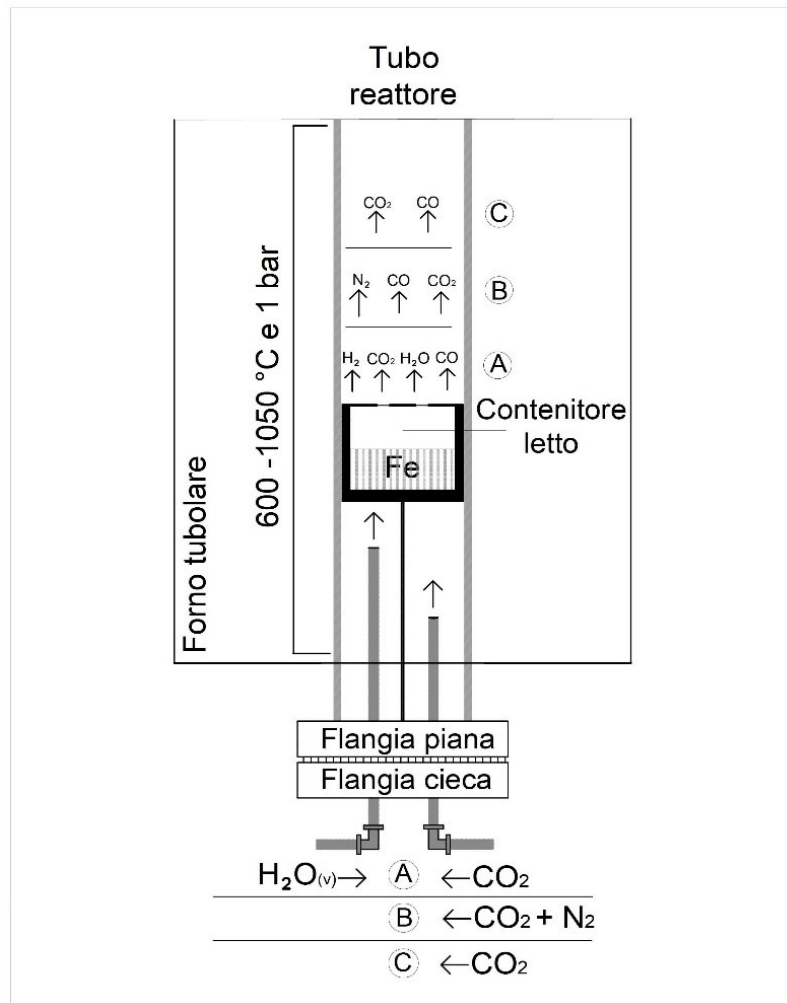 Tubo
reattore
CO₂ CO C
N₂ CO CO₂ B
H₂ CO₂ H₂O CO A
600 -1050 °C e 1 bar
Forno tubolare
Contenitore
letto
Fe
Flangia piana
Flangia cieca
H₂O(v)→ A ←CO₂
B ←CO₂ + N₂
C ←CO₂